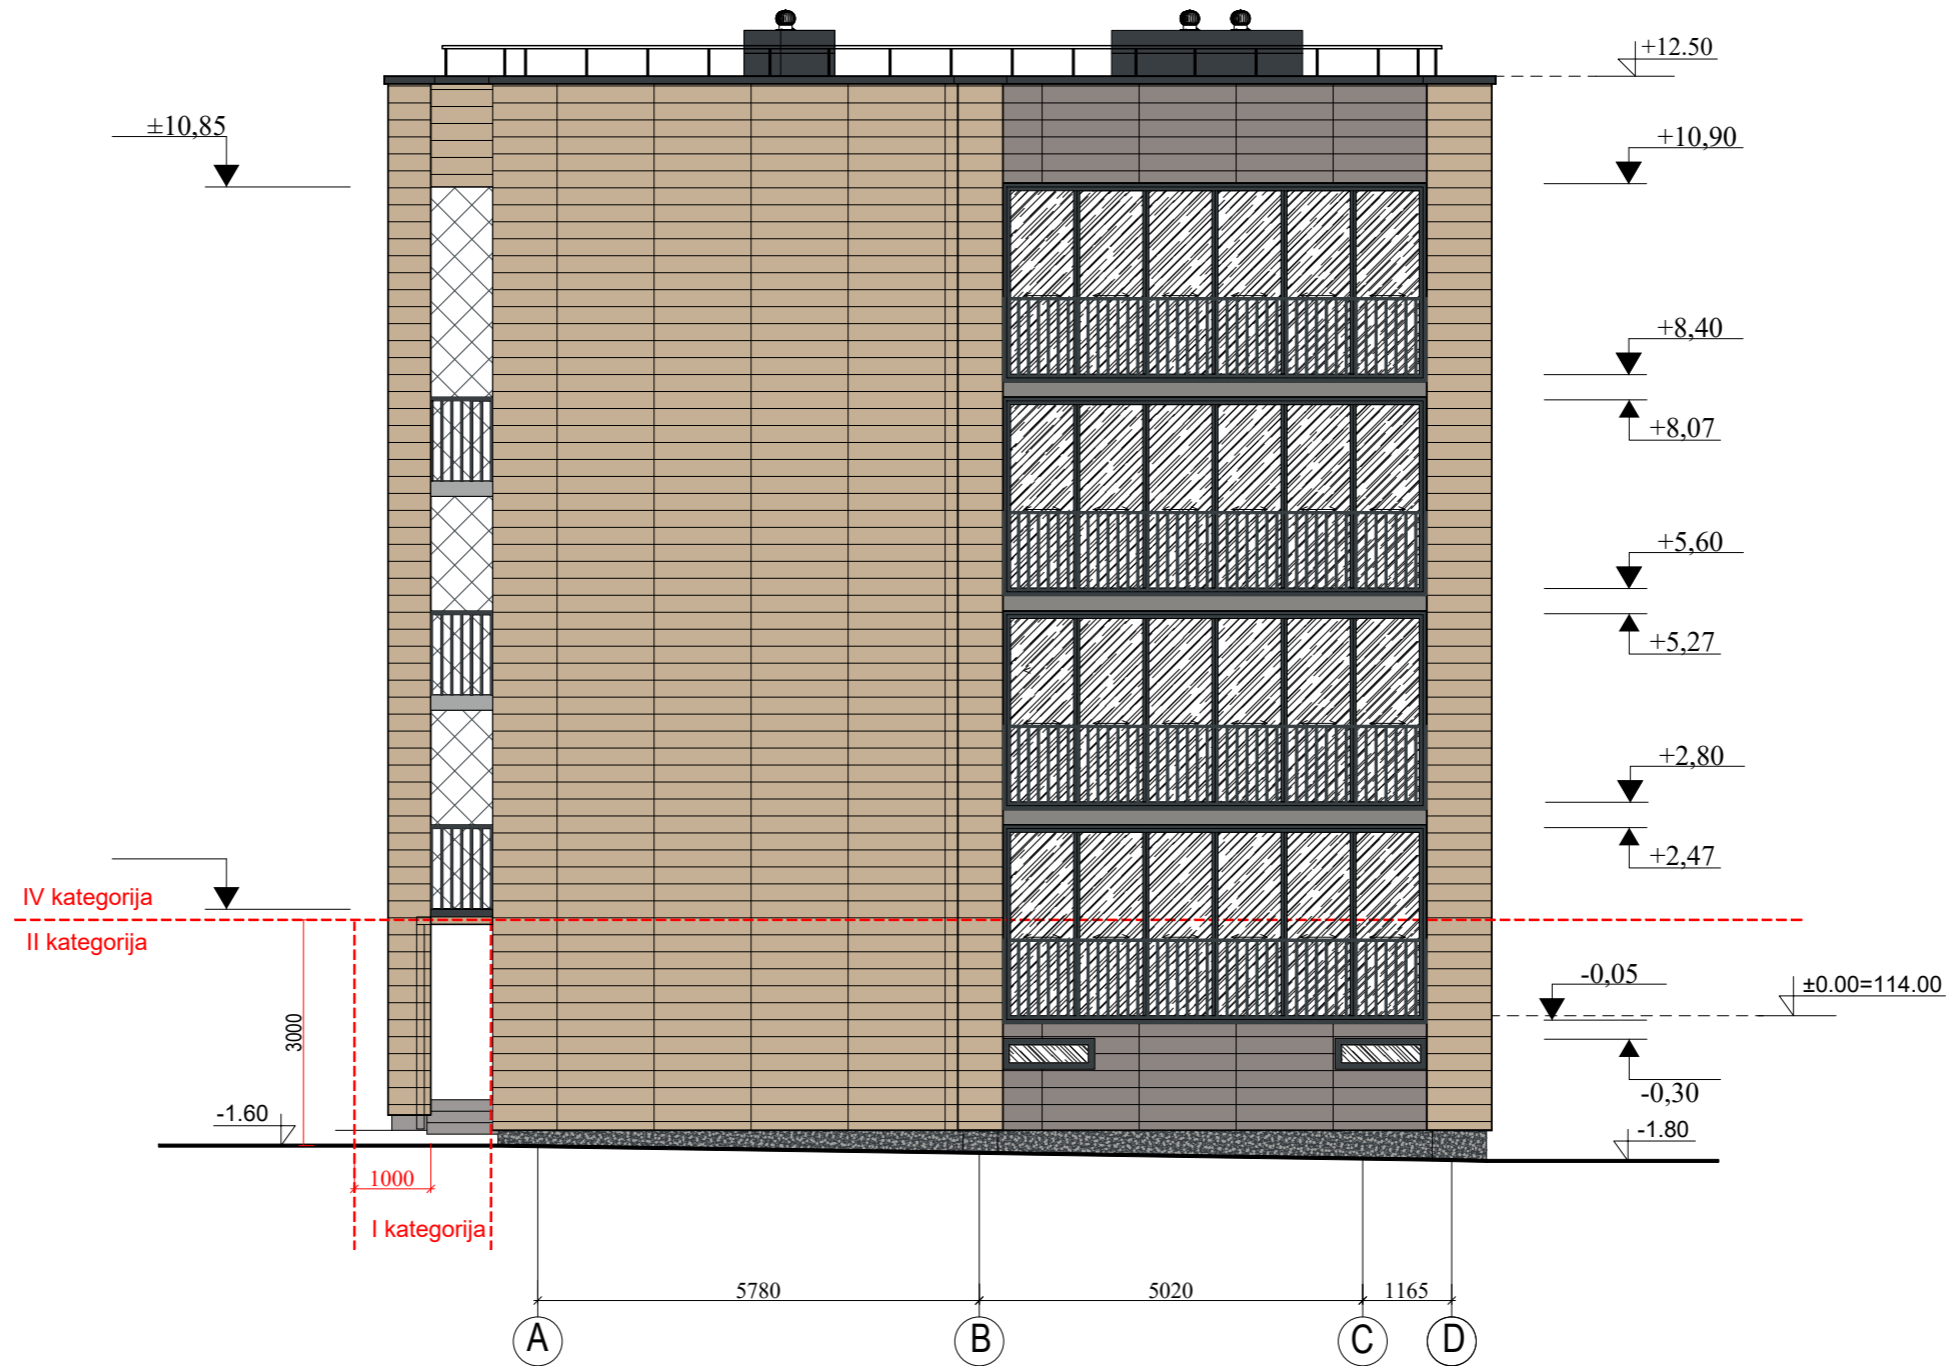 +12.50
±10,85
+10,90
+8,40
+8,07
+5,60
+5,27
+2,80
+2,47
IV kategorija
II kategorija
-0,05
±0.00=114.00
3000
-0,30
-1.60
-1.80
1000
I kategorija
5780
5020
1165
A
B
C
D